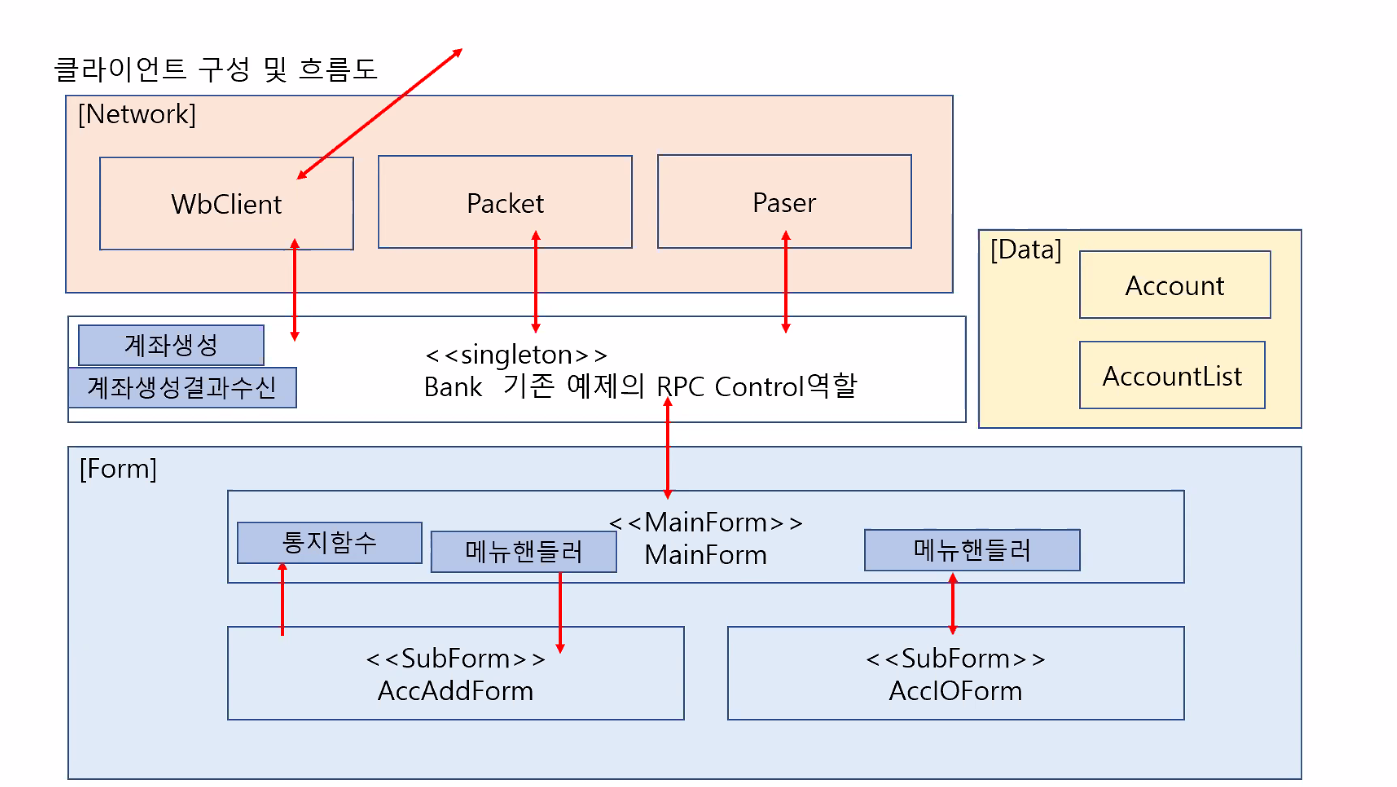 클라이언트 구성 및 흐름도
[Network]
WbClient
Packet
Paser
[Data]
Account
AccountList
계좌생성
계좌생성결과수신
<<singleton>>
Bank 기존 예제의 RPC Control역할
[Form]
<<MainForm>>
MainForm
통지함수
메뉴핸들러
메뉴핸들러
<<SubForm>>
AccAddForm
<<SubForm>>
AccIOForm